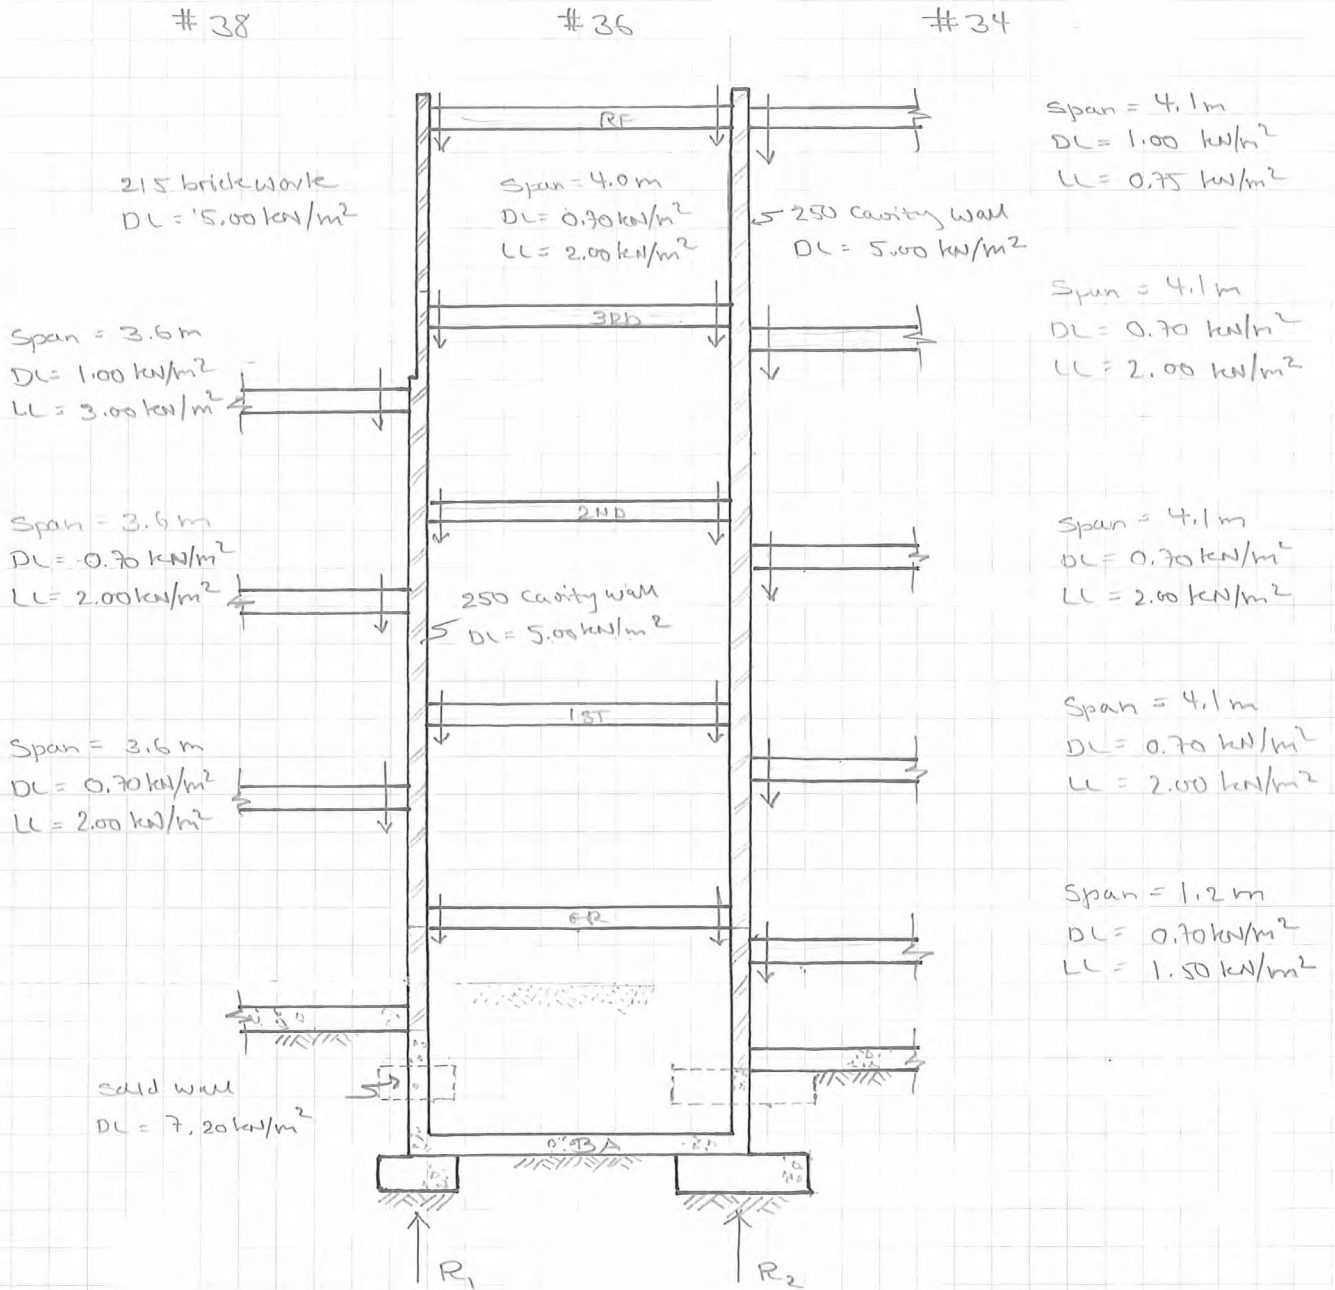 # 38
# 36
# 34
RF
Span = 4.1m
DL = 1.00 kN/m²
LL = 0.75 kN/m²
215 brickwork
DL = 5.00 kN/m²
Span = 4.0m
DL = 0.70 kN/m²
LL = 2.00 kN/m²
250 Cavity wall
DL = 5.00 kN/m²
Span = 4.1m
DL = 0.70 kN/m²
LL = 2.00 kN/m²
3RD
Span = 3.6m
DL = 1.00 kN/m²
LL = 3.00 kN/m²
2ND
Span = 3.6m
DL = 0.70 kN/m²
LL = 2.00 kN/m²
Span = 4.1m
DL = 0.70 kN/m²
LL = 2.00 kN/m²
250 Cavity wall
DL = 5.00 kN/m²
1ST
Span = 4.1m
DL = 0.70 kN/m²
LL = 2.00 kN/m²
Span = 3.6m
DL = 0.70 kN/m²
LL = 2.00 kN/m²
GR
Span = 1.2m
DL = 0.70 kN/m²
LL = 1.50 kN/m²
Solid wall
DL = 7.20 kN/m²
BA
R₁
R₂